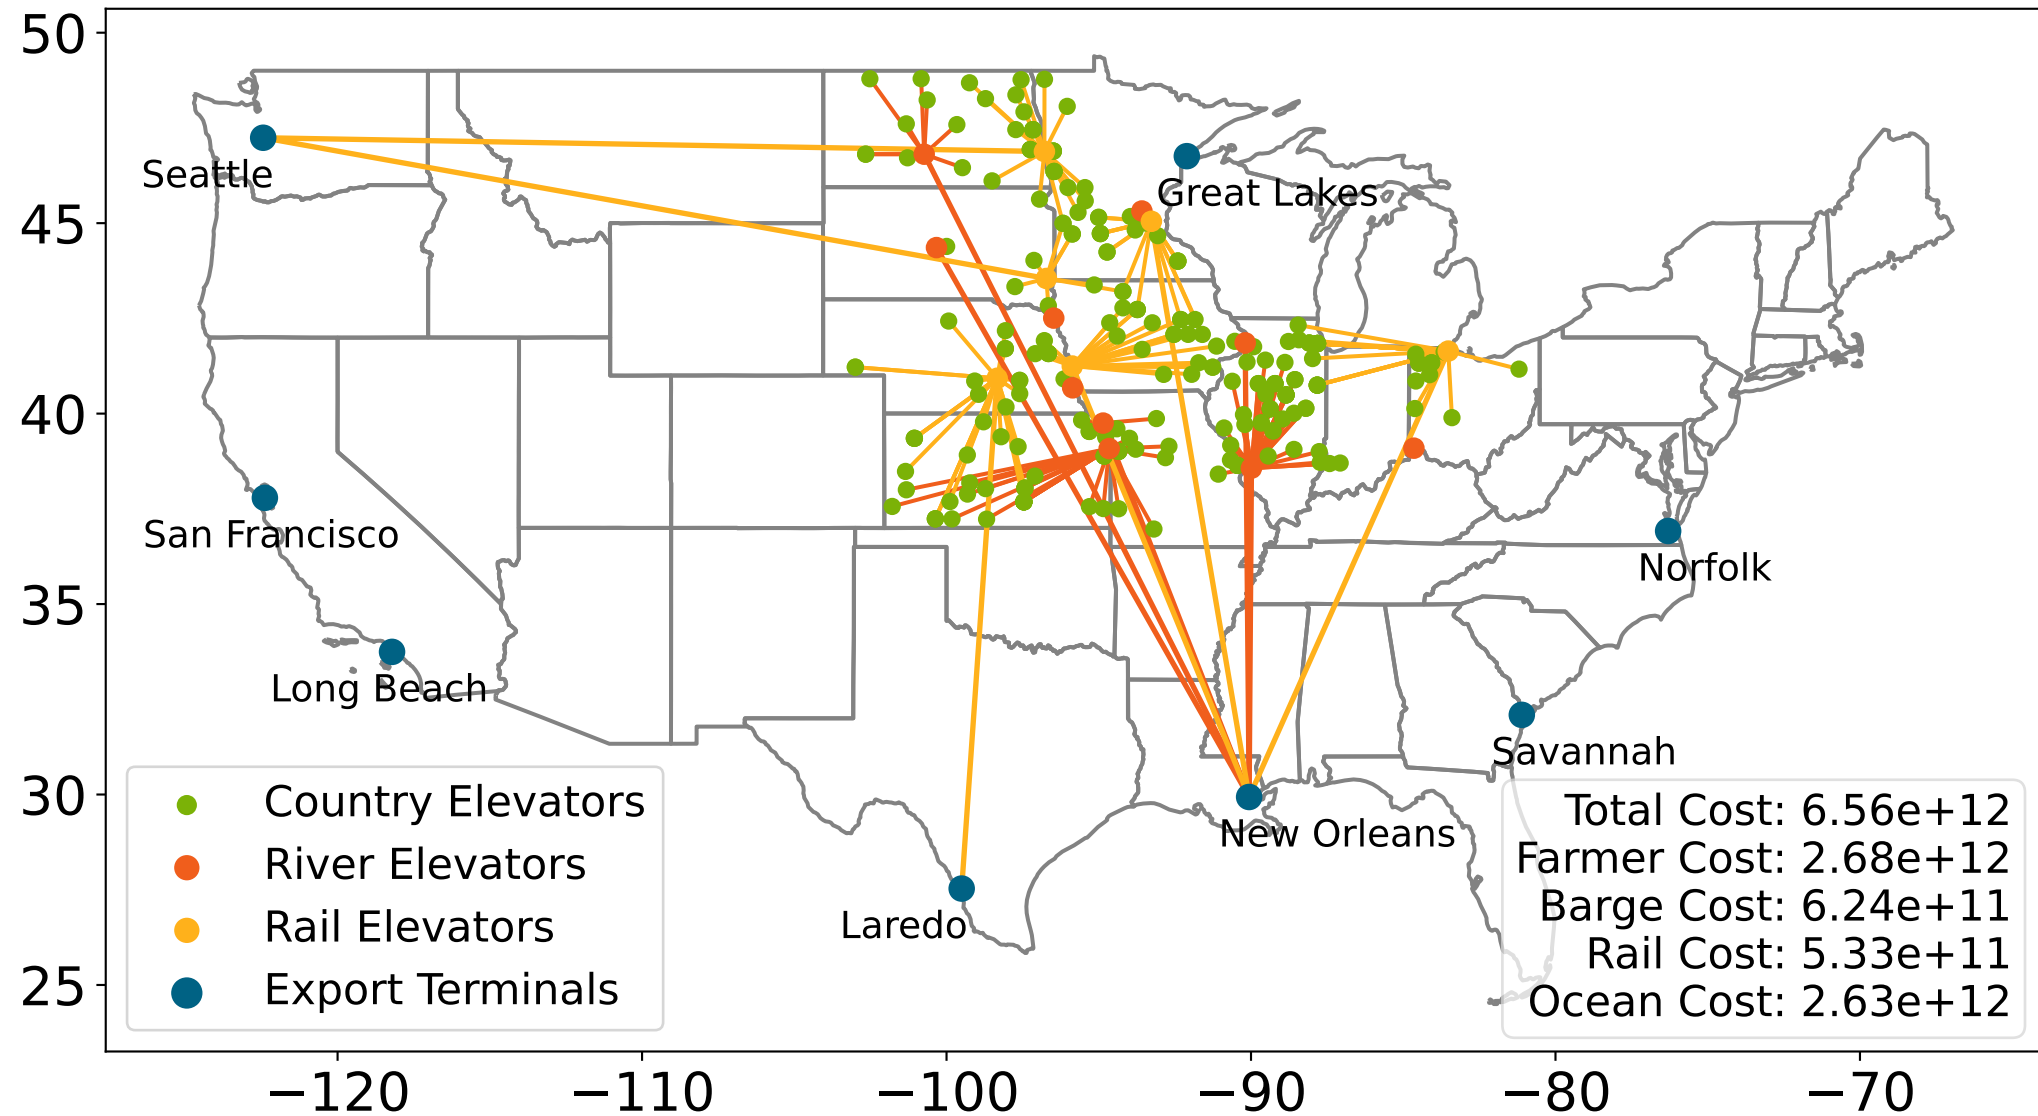 50
45
40
35
30
25
−120
−110
−100
−90
−80
−70
Seattle
Great Lakes
San Francisco
Norfolk
Long Beach
Savannah
New Orleans
Laredo
Country Elevators
River Elevators
Rail Elevators
Export Terminals
Total Cost: 6.56e+12
Farmer Cost: 2.68e+12
Barge Cost: 6.24e+11
Rail Cost: 5.33e+11
Ocean Cost: 2.63e+12